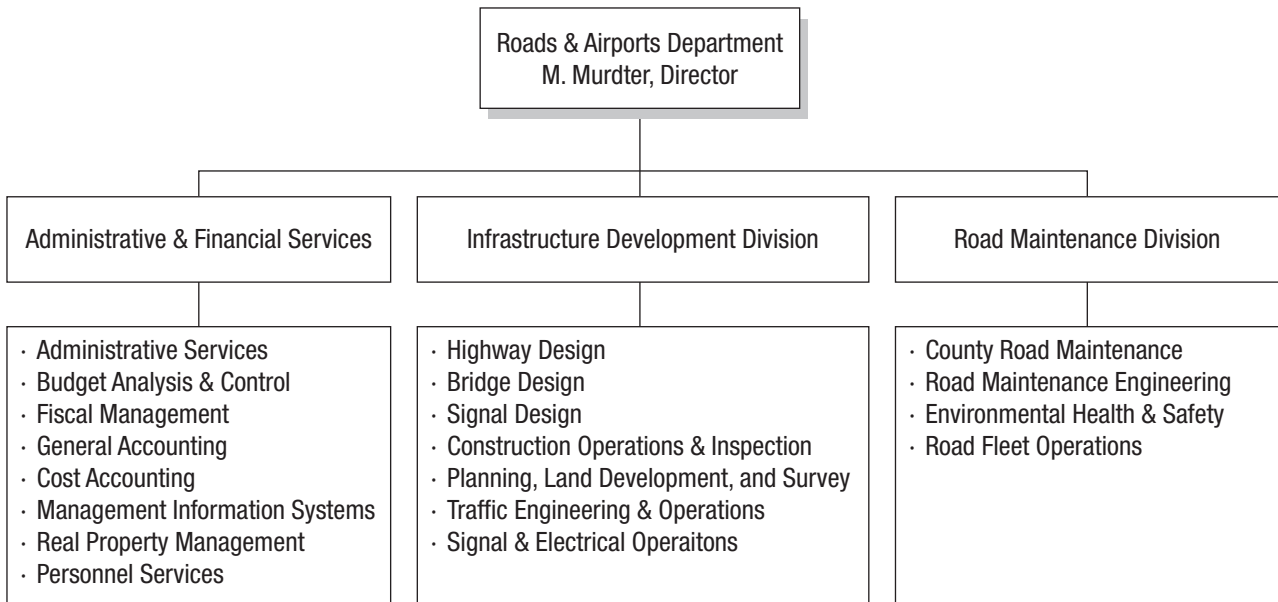 Roads & Airports Department
M. Murdter, Director
Administrative & Financial Services
Infrastructure Development Division
Road Maintenance Division
· Administrative Services
· Budget Analysis & Control
· Fiscal Management
· General Accounting
· Cost Accounting
· Management Information Systems
· Real Property Management
· Personnel Services
· Highway Design
· Bridge Design
· Signal Design
· Construction Operations & Inspection
· Planning, Land Development, and Survey
· Traffic Engineering & Operations
· Signal & Electrical Operaitons
· County Road Maintenance
· Road Maintenance Engineering
· Environmental Health & Safety
· Road Fleet Operations